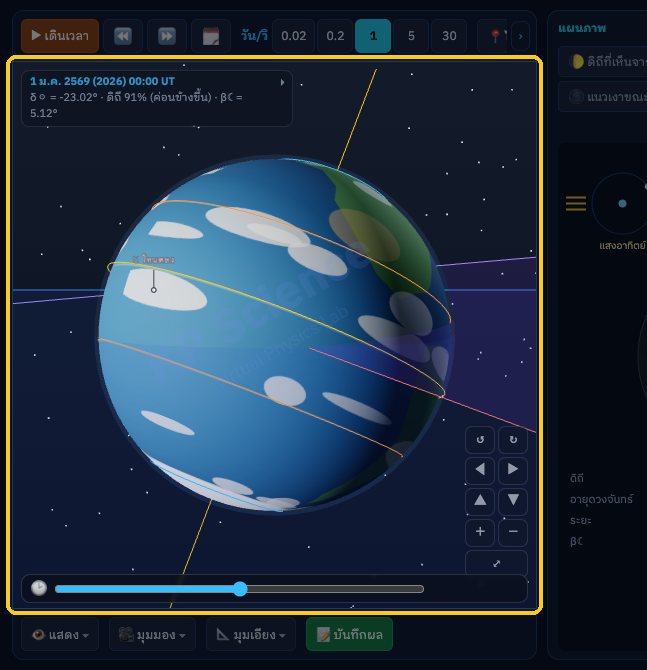 ▶ เดินเวลา
วัน/วิ 0.02 0.2 1 5 30
แผนภาพ
ดิถีที่เห็นจาก
แนวเงาขณะ
1 ม.ค. 2569 (2026) 00:00 UT
δ☉ = -23.02° · ดิถี 91% (ค่อนข้างขึ้น) · β☾ =
5.12°
Science
Virtual Physics Lab
แสงอาทิตย์
ดิถี
อายุดวงจันทร์
ระยะ
β☾
แสดง
มุมมอง
มุมเอียง
บันทึกผล